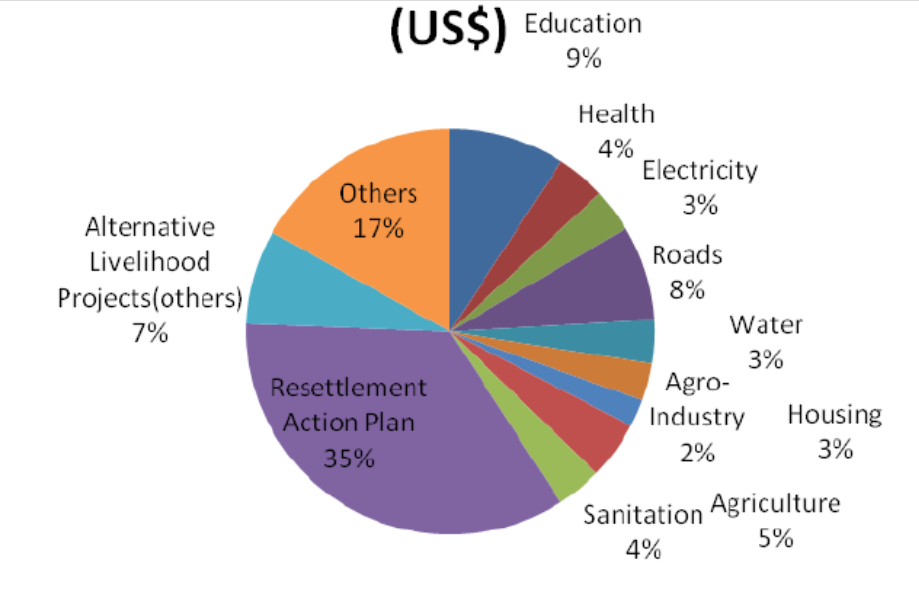 (US$)
Education
9%
Health
4%
Electricity
3%
Roads
8%
Water
3%
Agro-
Industry
2%
Housing
3%
Agriculture
5%
Sanitation
4%
Resettlement
Action Plan
35%
Alternative
Livelihood
Projects(others)
7%
Others
17%